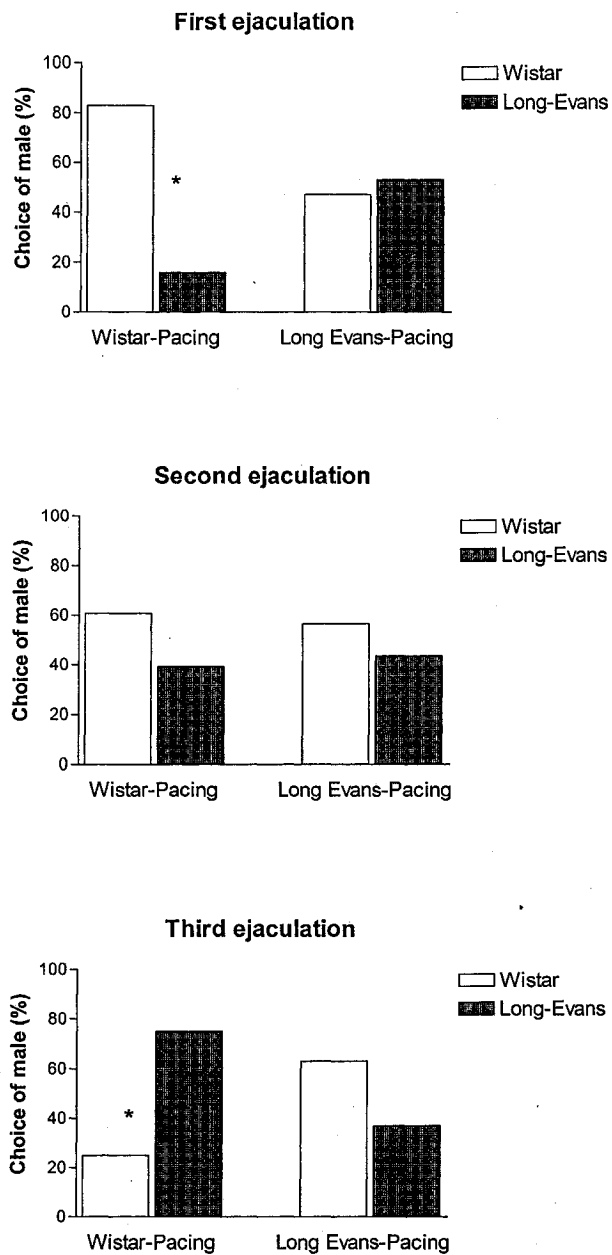 First ejaculation
Wistar
Long-Evans
Choice of male (%)
100
80
60
40
20
0
*
Wistar-Pacing
Long Evans-Pacing
Second ejaculation
Wistar
Long-Evans
Choice of male (%)
100
80
60
40
20
0
Wistar-Pacing
Long Evans-Pacing
Third ejaculation
Wistar
Long-Evans
Choice of male (%)
100
80
60
40
20
0
*
Wistar-Pacing
Long Evans-Pacing